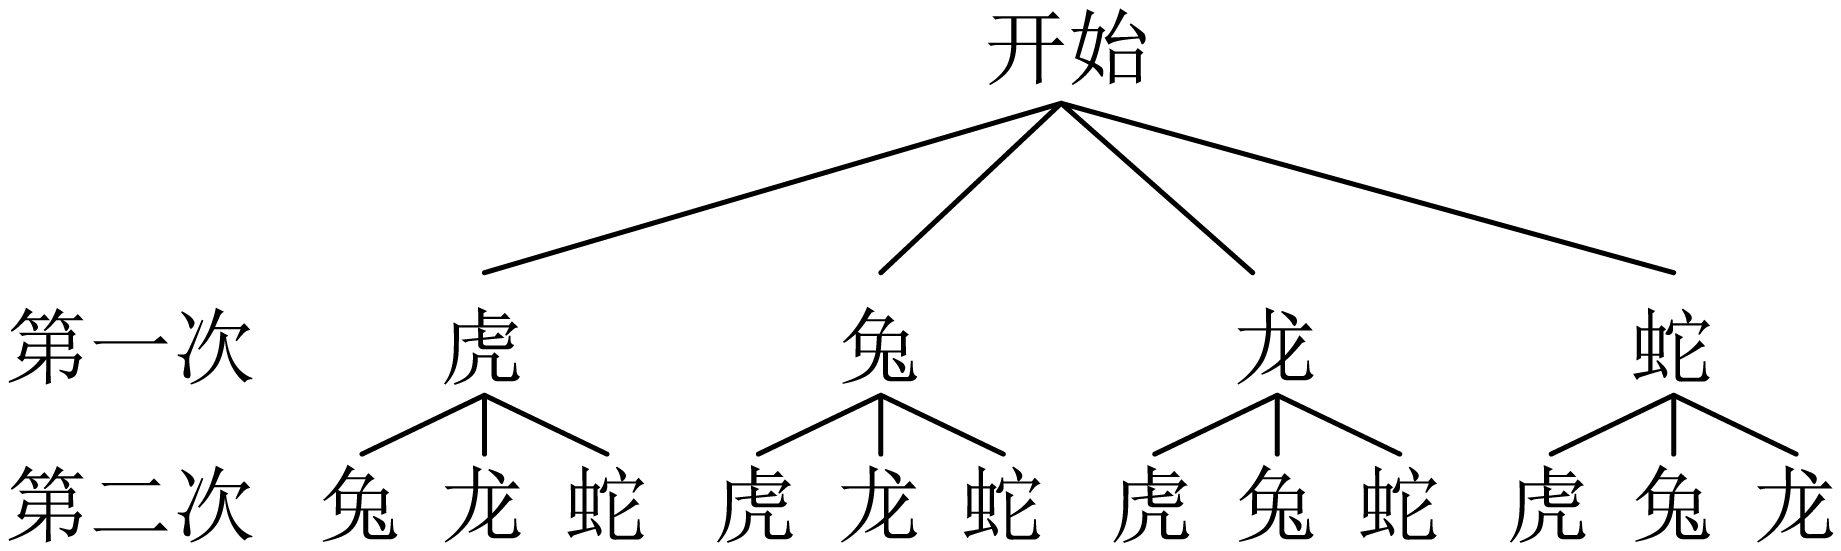 开始
第一次 虎 兔 龙 蛇
第二次 兔 龙 蛇 虎 龙 蛇 虎 兔 蛇 虎 兔 龙